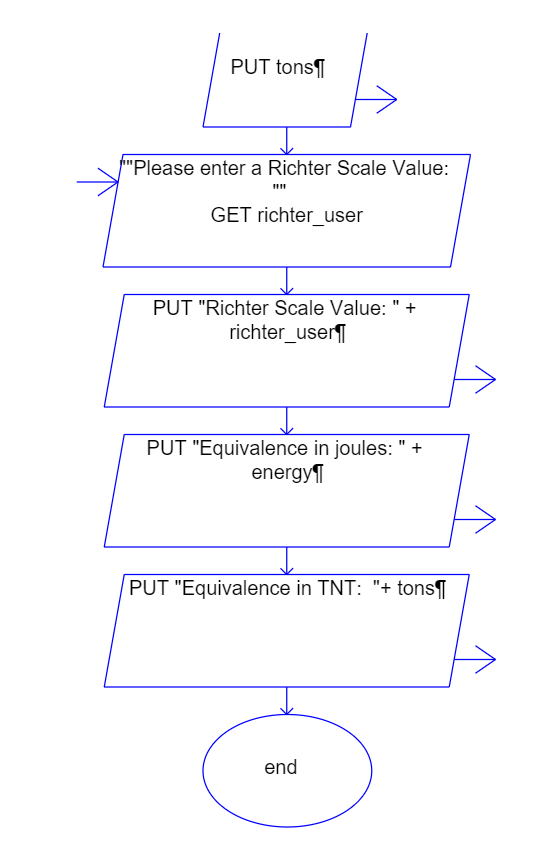 PUT tons¶
""Please enter a Richter Scale Value:
""
GET richter_user
PUT "Richter Scale Value: " +
richter_user¶
PUT "Equivalence in joules: " +
energy¶
PUT "Equivalence in TNT:  "+ tons¶
end